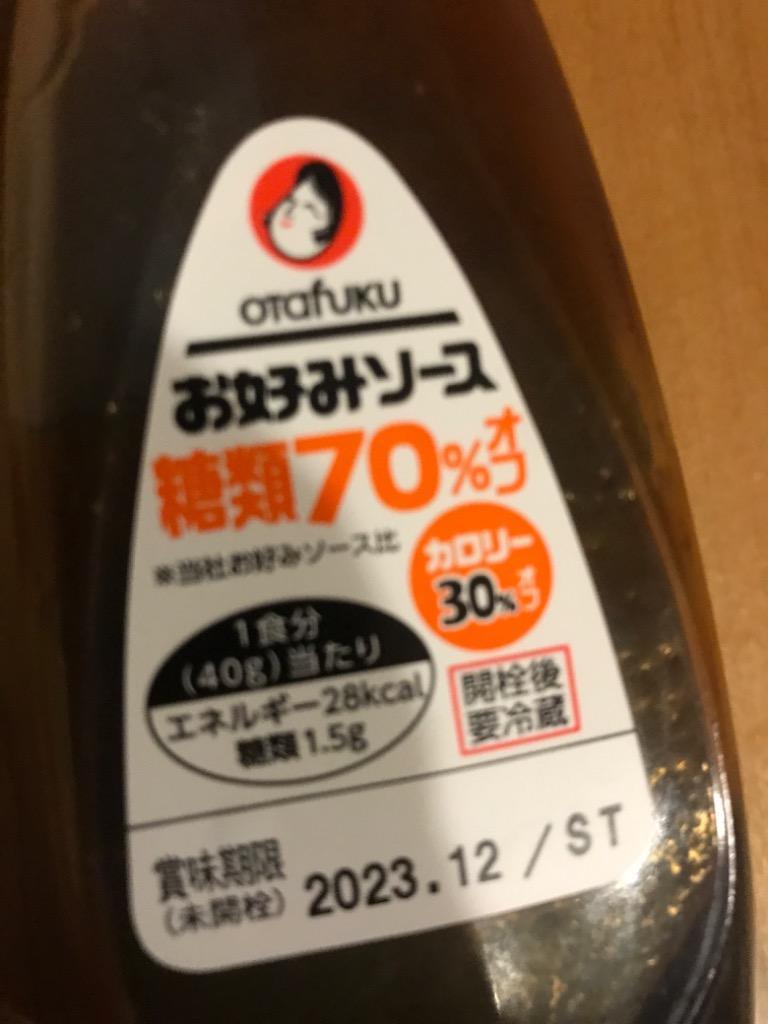 OTafUKU
お好みソース
糖類70%オフ
※当社お好みソース比
カロリー
30%オフ
1食分
(40g)当たり
エネルギー28kcal
糖類1.5g
開栓後
要冷蔵
賞味期限
(未開栓)
2023.12 / ST